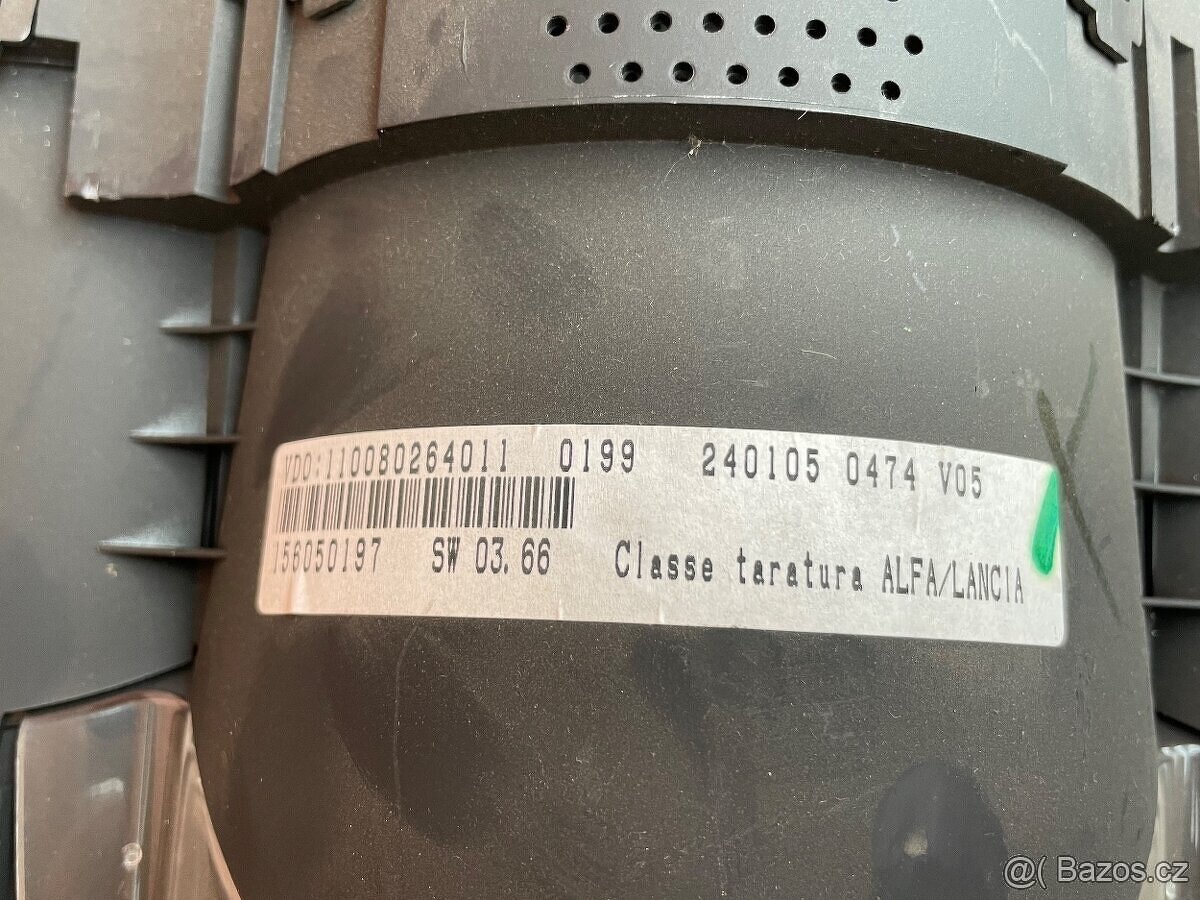 VDO:110080264011 0199 240105 0474 V05
156050197 SW 03.66 Classe taratura ALFA/LANCIA
@( Bazos.cz